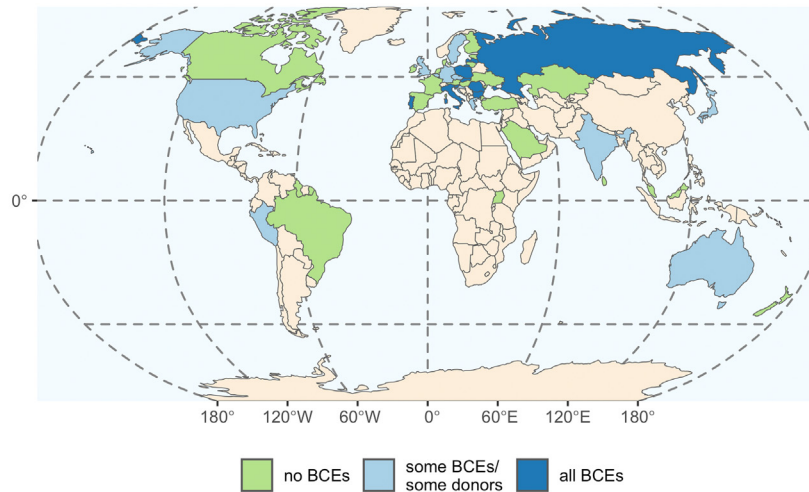 0°
180° 120°W 60°W 0° 60°E 120°E 180°
no BCEs
some BCEs/
some donors
all BCEs